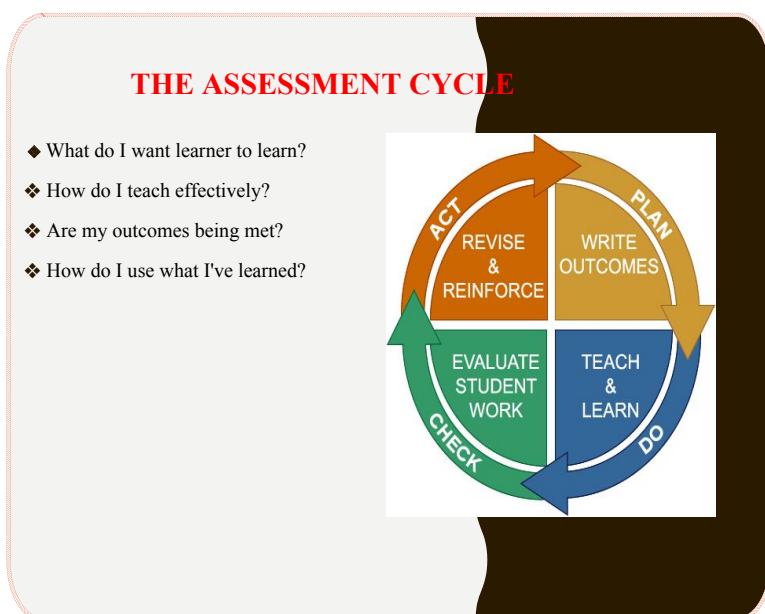 THE ASSESSMENT CYCLE
◆ What do I want learner to learn?
❖ How do I teach effectively?
❖ Are my outcomes being met?
❖ How do I use what I've learned?
ACT
REVISE
&
REINFORCE
PLAN
WRITE
OUTCOMES
EVALUATE
STUDENT
WORK
CHECK
TEACH
&
LEARN
DO